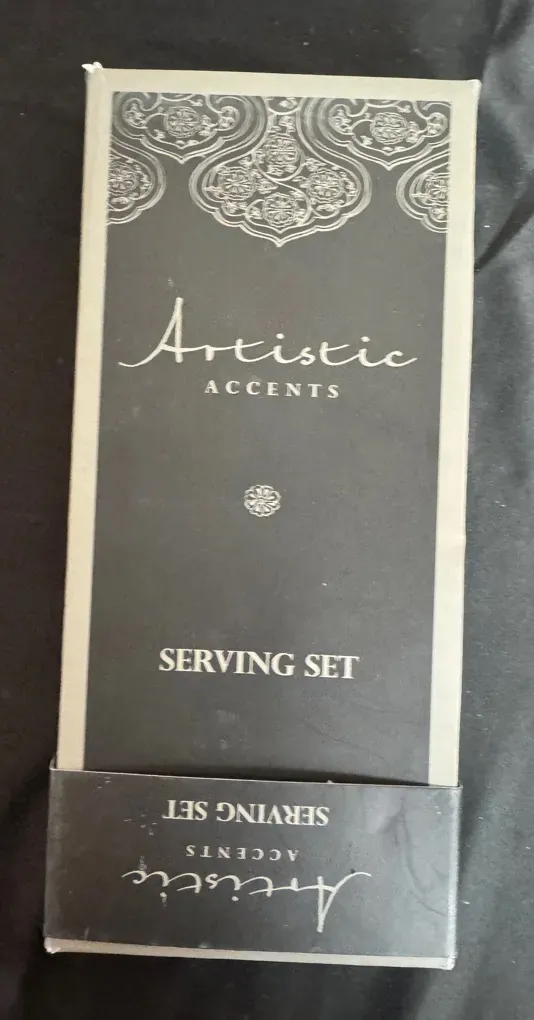 Artistic
ACCENTS
SERVING SET
SERVING SET
ACCENTS
Artistic